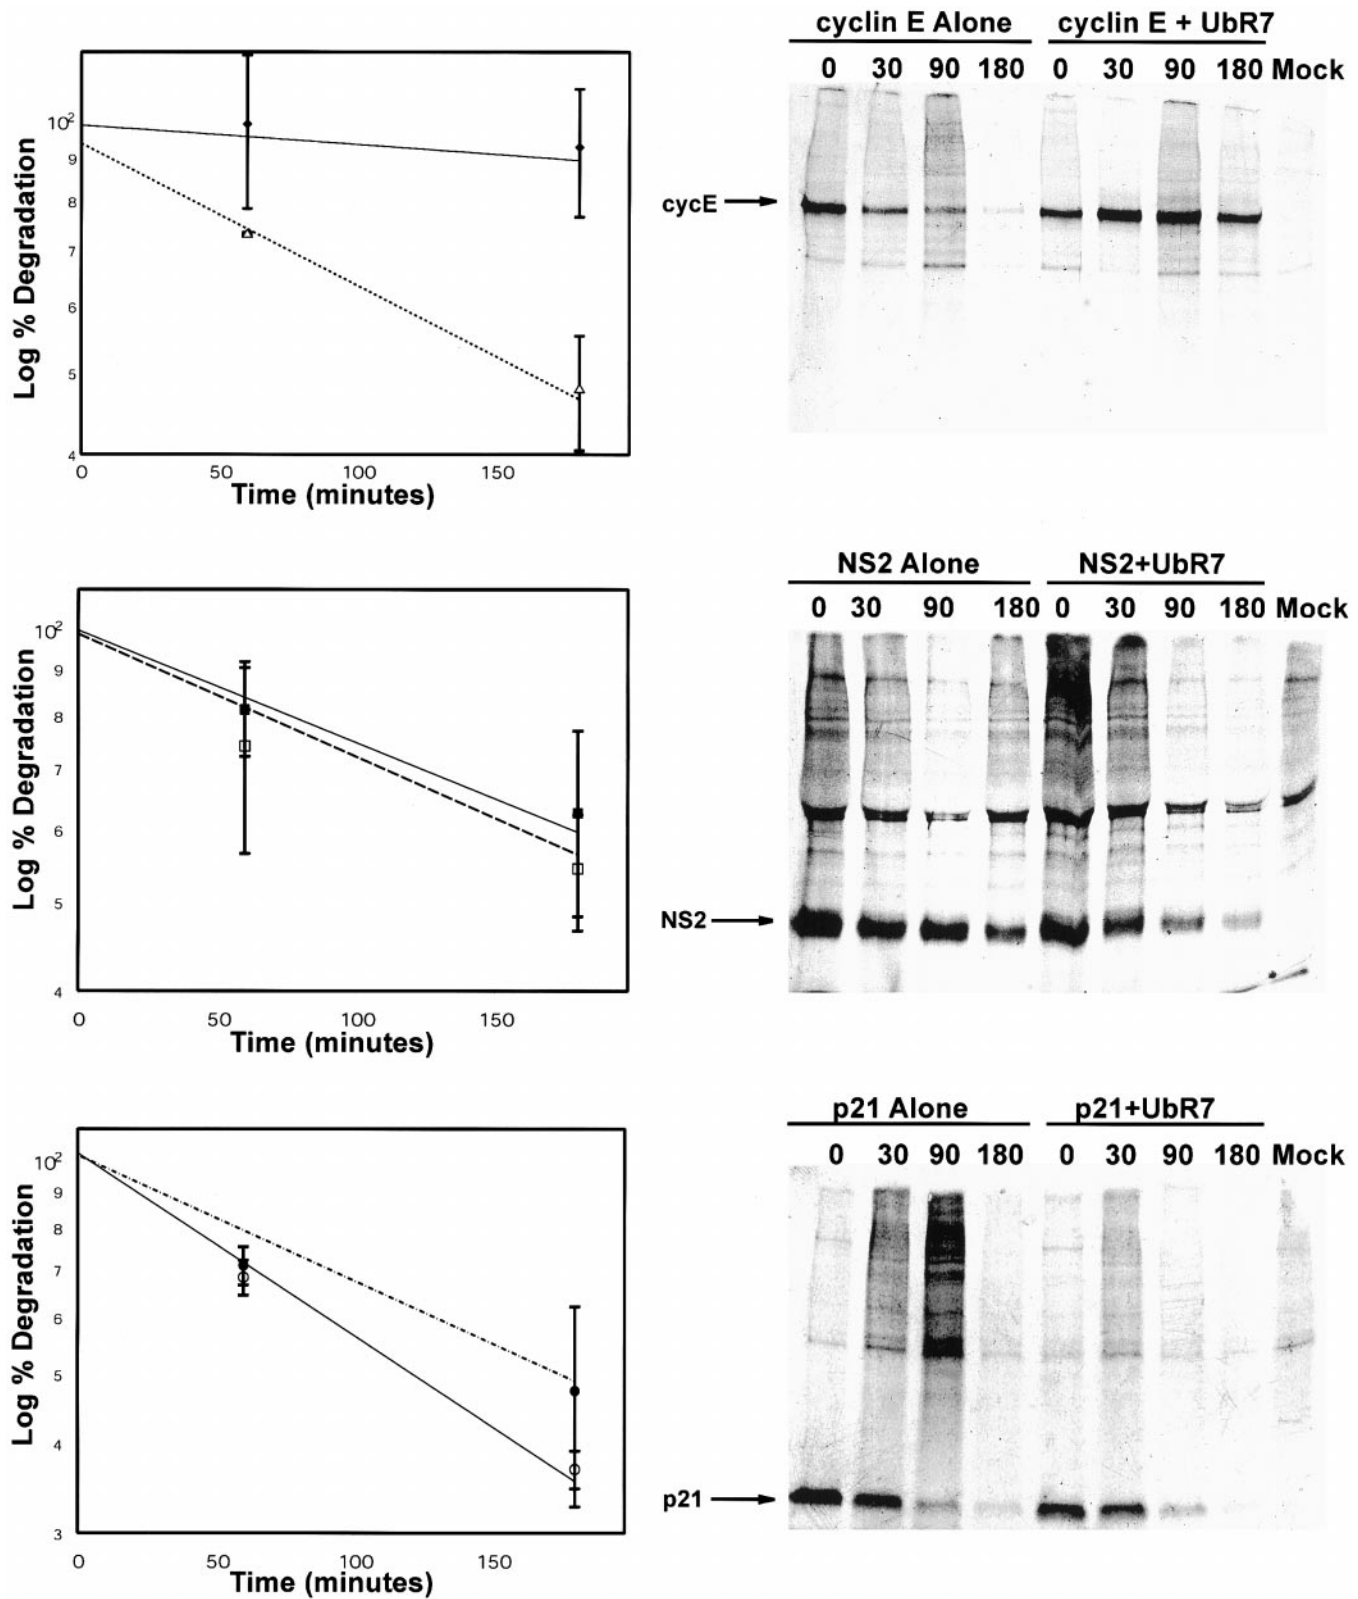 cyclin E Alone cyclin E + UbR7
0 30 90 180 0 30 90 180 Mock
cycE
10²
9
8
7
6
5
4
0 50 100 150
Log % Degradation
Time (minutes)
NS2 Alone NS2+UbR7
0 30 90 180 0 30 90 180 Mock
NS2
10²
9
8
7
6
5
4
0 50 100 150
Log % Degradation
Time (minutes)
p21 Alone p21+UbR7
0 30 90 180 0 30 90 180 Mock
p21
10²
9
8
7
6
5
4
3
0 50 100 150
Log % Degradation
Time (minutes)